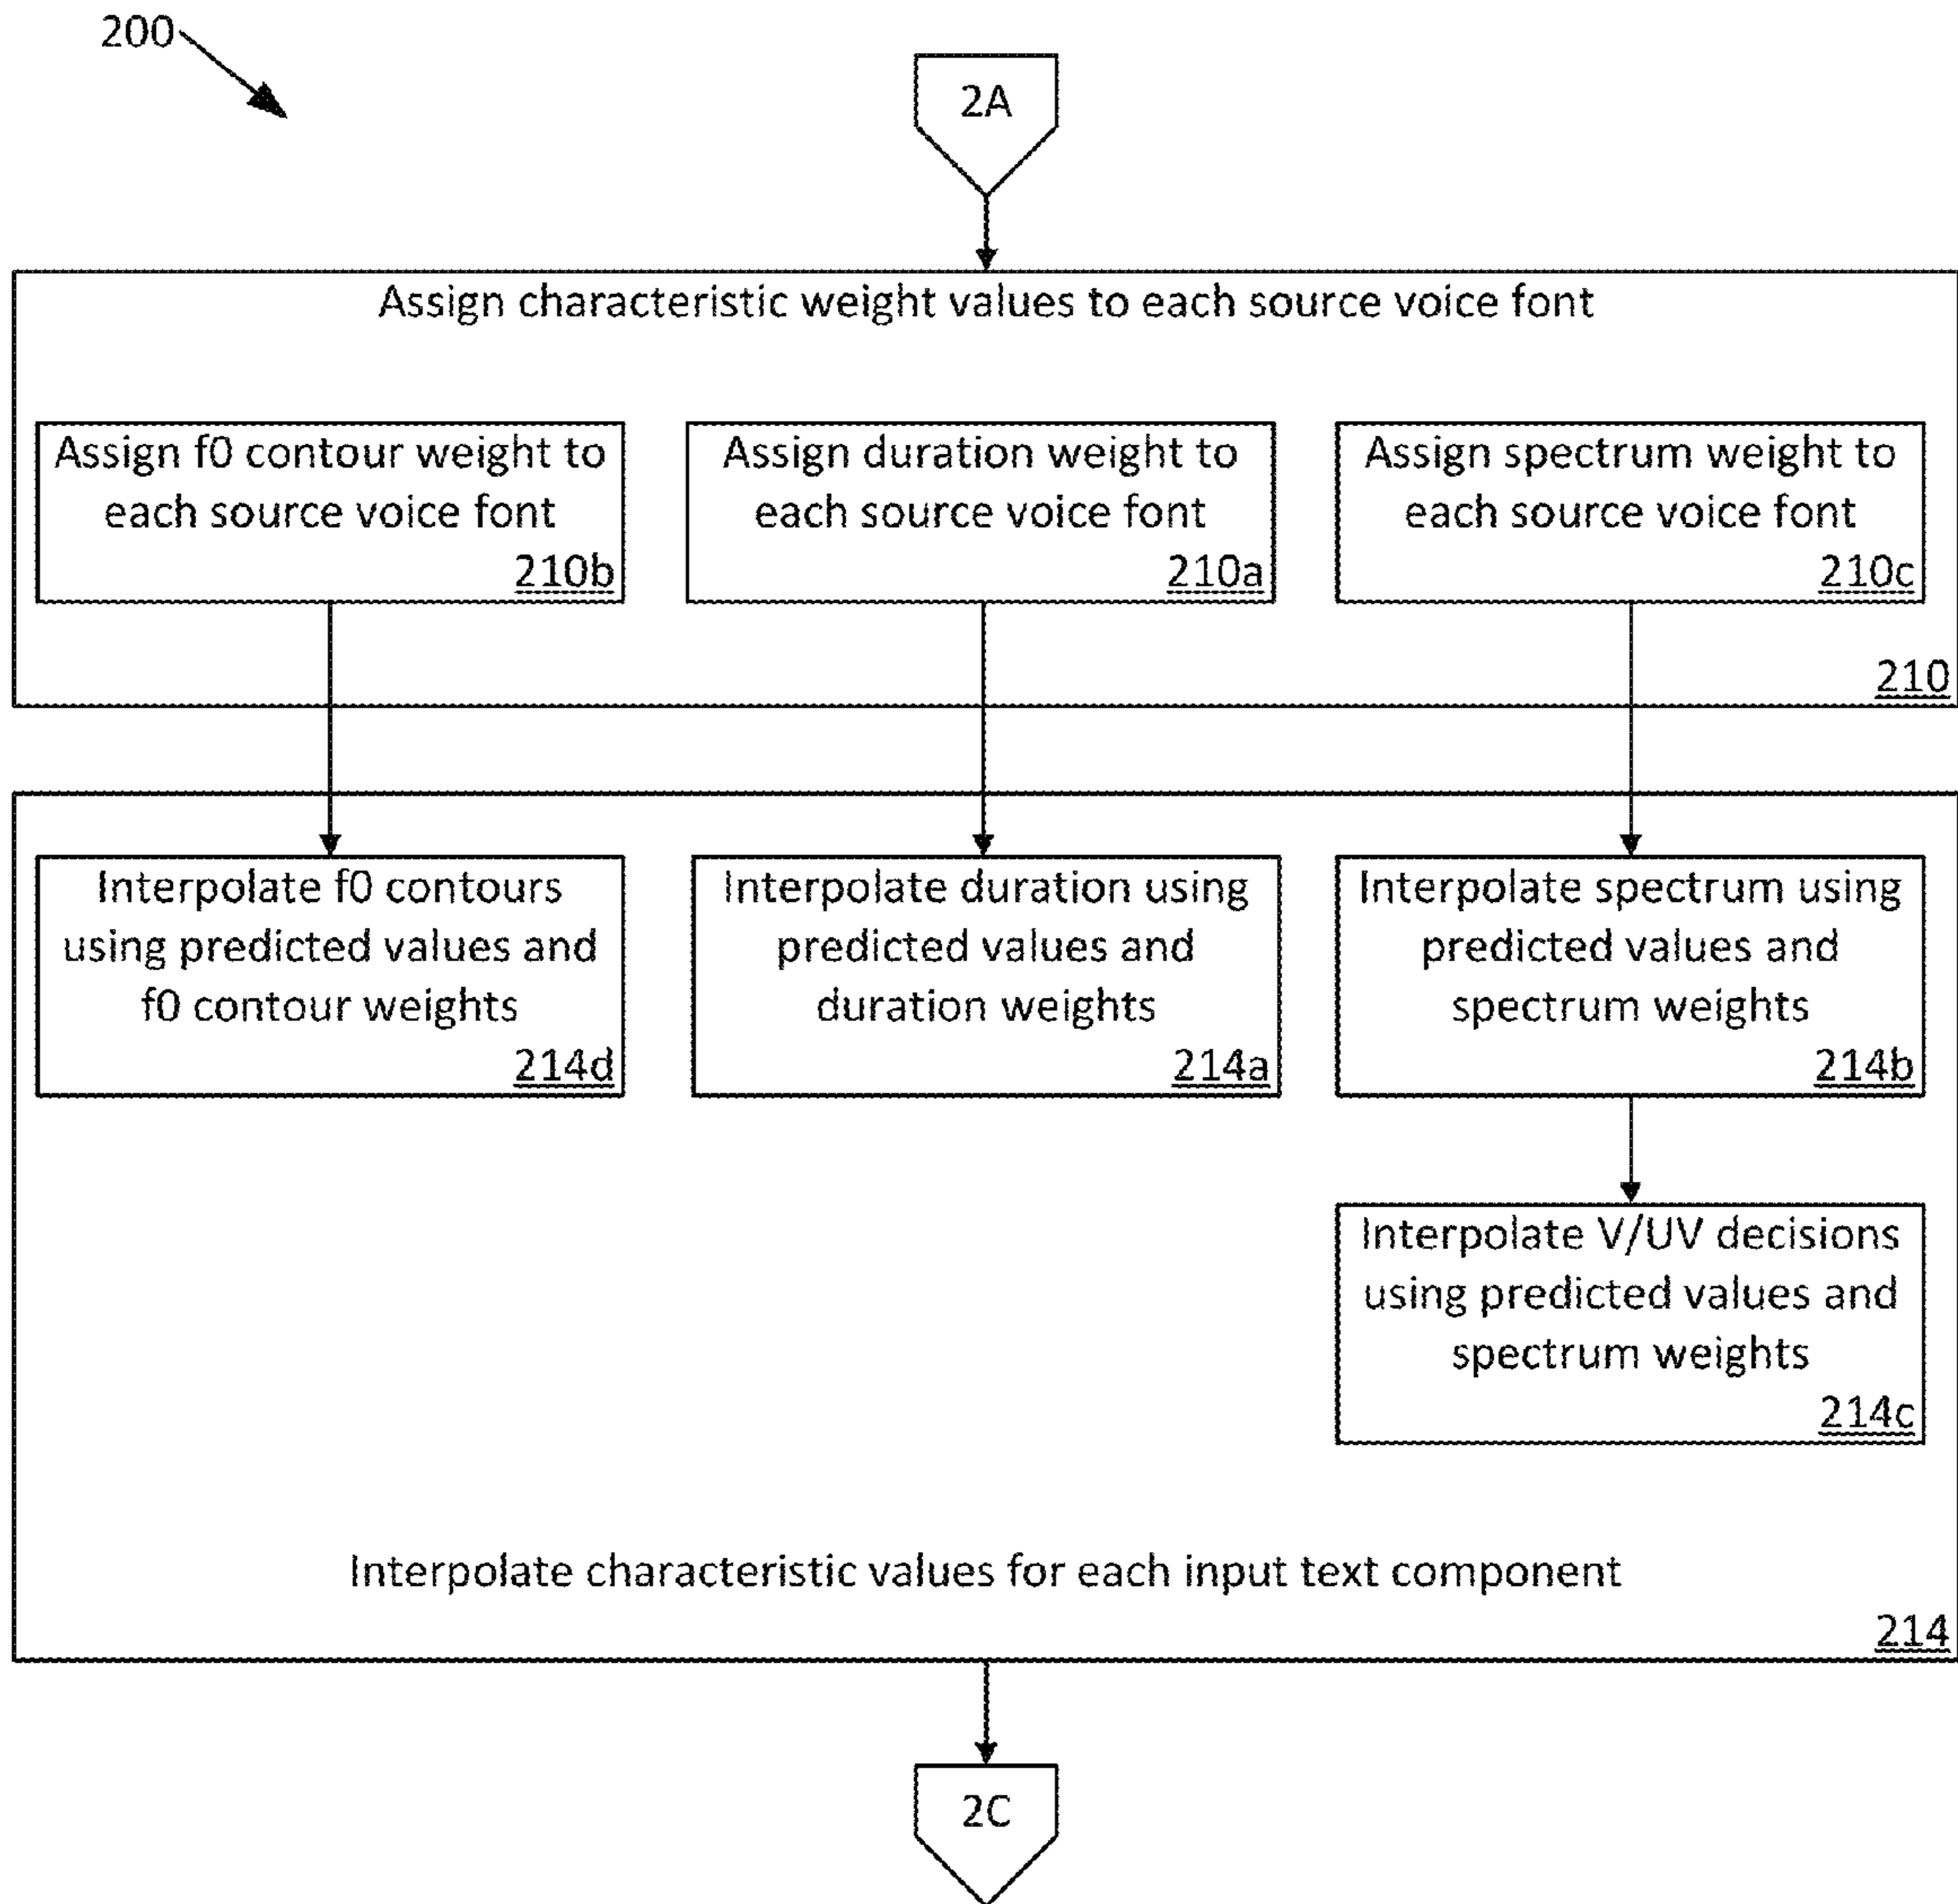 200
2A
Assign characteristic weight values to each source voice font
Assign f0 contour weight to
each source voice font
210b
Assign duration weight to
each source voice font
210a
Assign spectrum weight to
each source voice font
210c
210
Interpolate f0 contours
using predicted values and
f0 contour weights
214d
Interpolate duration using
predicted values and
duration weights
214a
Interpolate spectrum using
predicted values and
spectrum weights
214b
Interpolate V/UV decisions
using predicted values and
spectrum weights
214c
Interpolate characteristic values for each input text component
214
2C